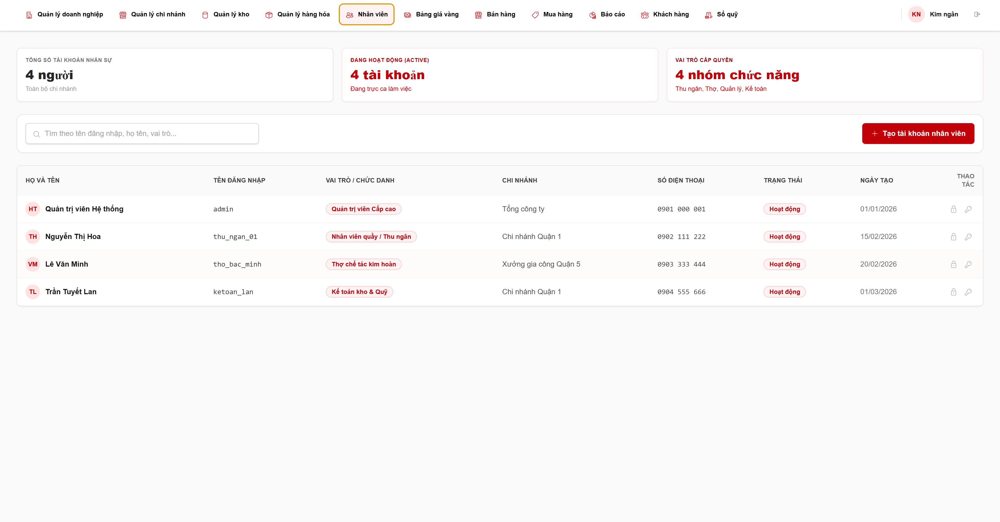 Quản lý doanh nghiệp Quản lý chi nhánh Quản lý kho Quản lý hàng hóa Nhân viên Bảng giá vàng Bán hàng Mua hàng Báo cáo Khách hàng Sổ quỹ KN Kim ngân
TỔNG SỐ TÀI KHOẢN NHÂN SỰ
4 người
Toàn bộ chi nhánh
ĐANG HOẠT ĐỘNG (ACTIVE)
4 tài khoản
Đang trực ca làm việc
VAI TRÒ CẤP QUYỀN
4 nhóm chức năng
Thu ngân, Thợ, Quản lý, Kế toán
Tìm theo tên đăng nhập, họ tên, vai trò...
Tạo tài khoản nhân viên
HỌ VÀ TÊN TÊN ĐĂNG NHẬP VAI TRÒ / CHỨC DANH CHI NHÁNH SỐ ĐIỆN THOẠI TRẠNG THÁI NGÀY TẠO THAO
TÁC
HT Quản trị viên Hệ thống admin Quản trị viên Cấp cao Tổng công ty 0901 000 001 Hoạt động 01/01/2026
TH Nguyễn Thị Hoa thu_ngan_01 Nhân viên quầy / Thu ngân Chi nhánh Quận 1 0902 111 222 Hoạt động 15/02/2026
VM Lê Văn Minh tho_bac_minh Thợ chế tác kim hoàn Xưởng gia công Quận 5 0903 333 444 Hoạt động 20/02/2026
TL Trần Tuyết Lan ketoan_lan Kế toán kho & Quỹ Chi nhánh Quận 1 0904 555 666 Hoạt động 01/03/2026